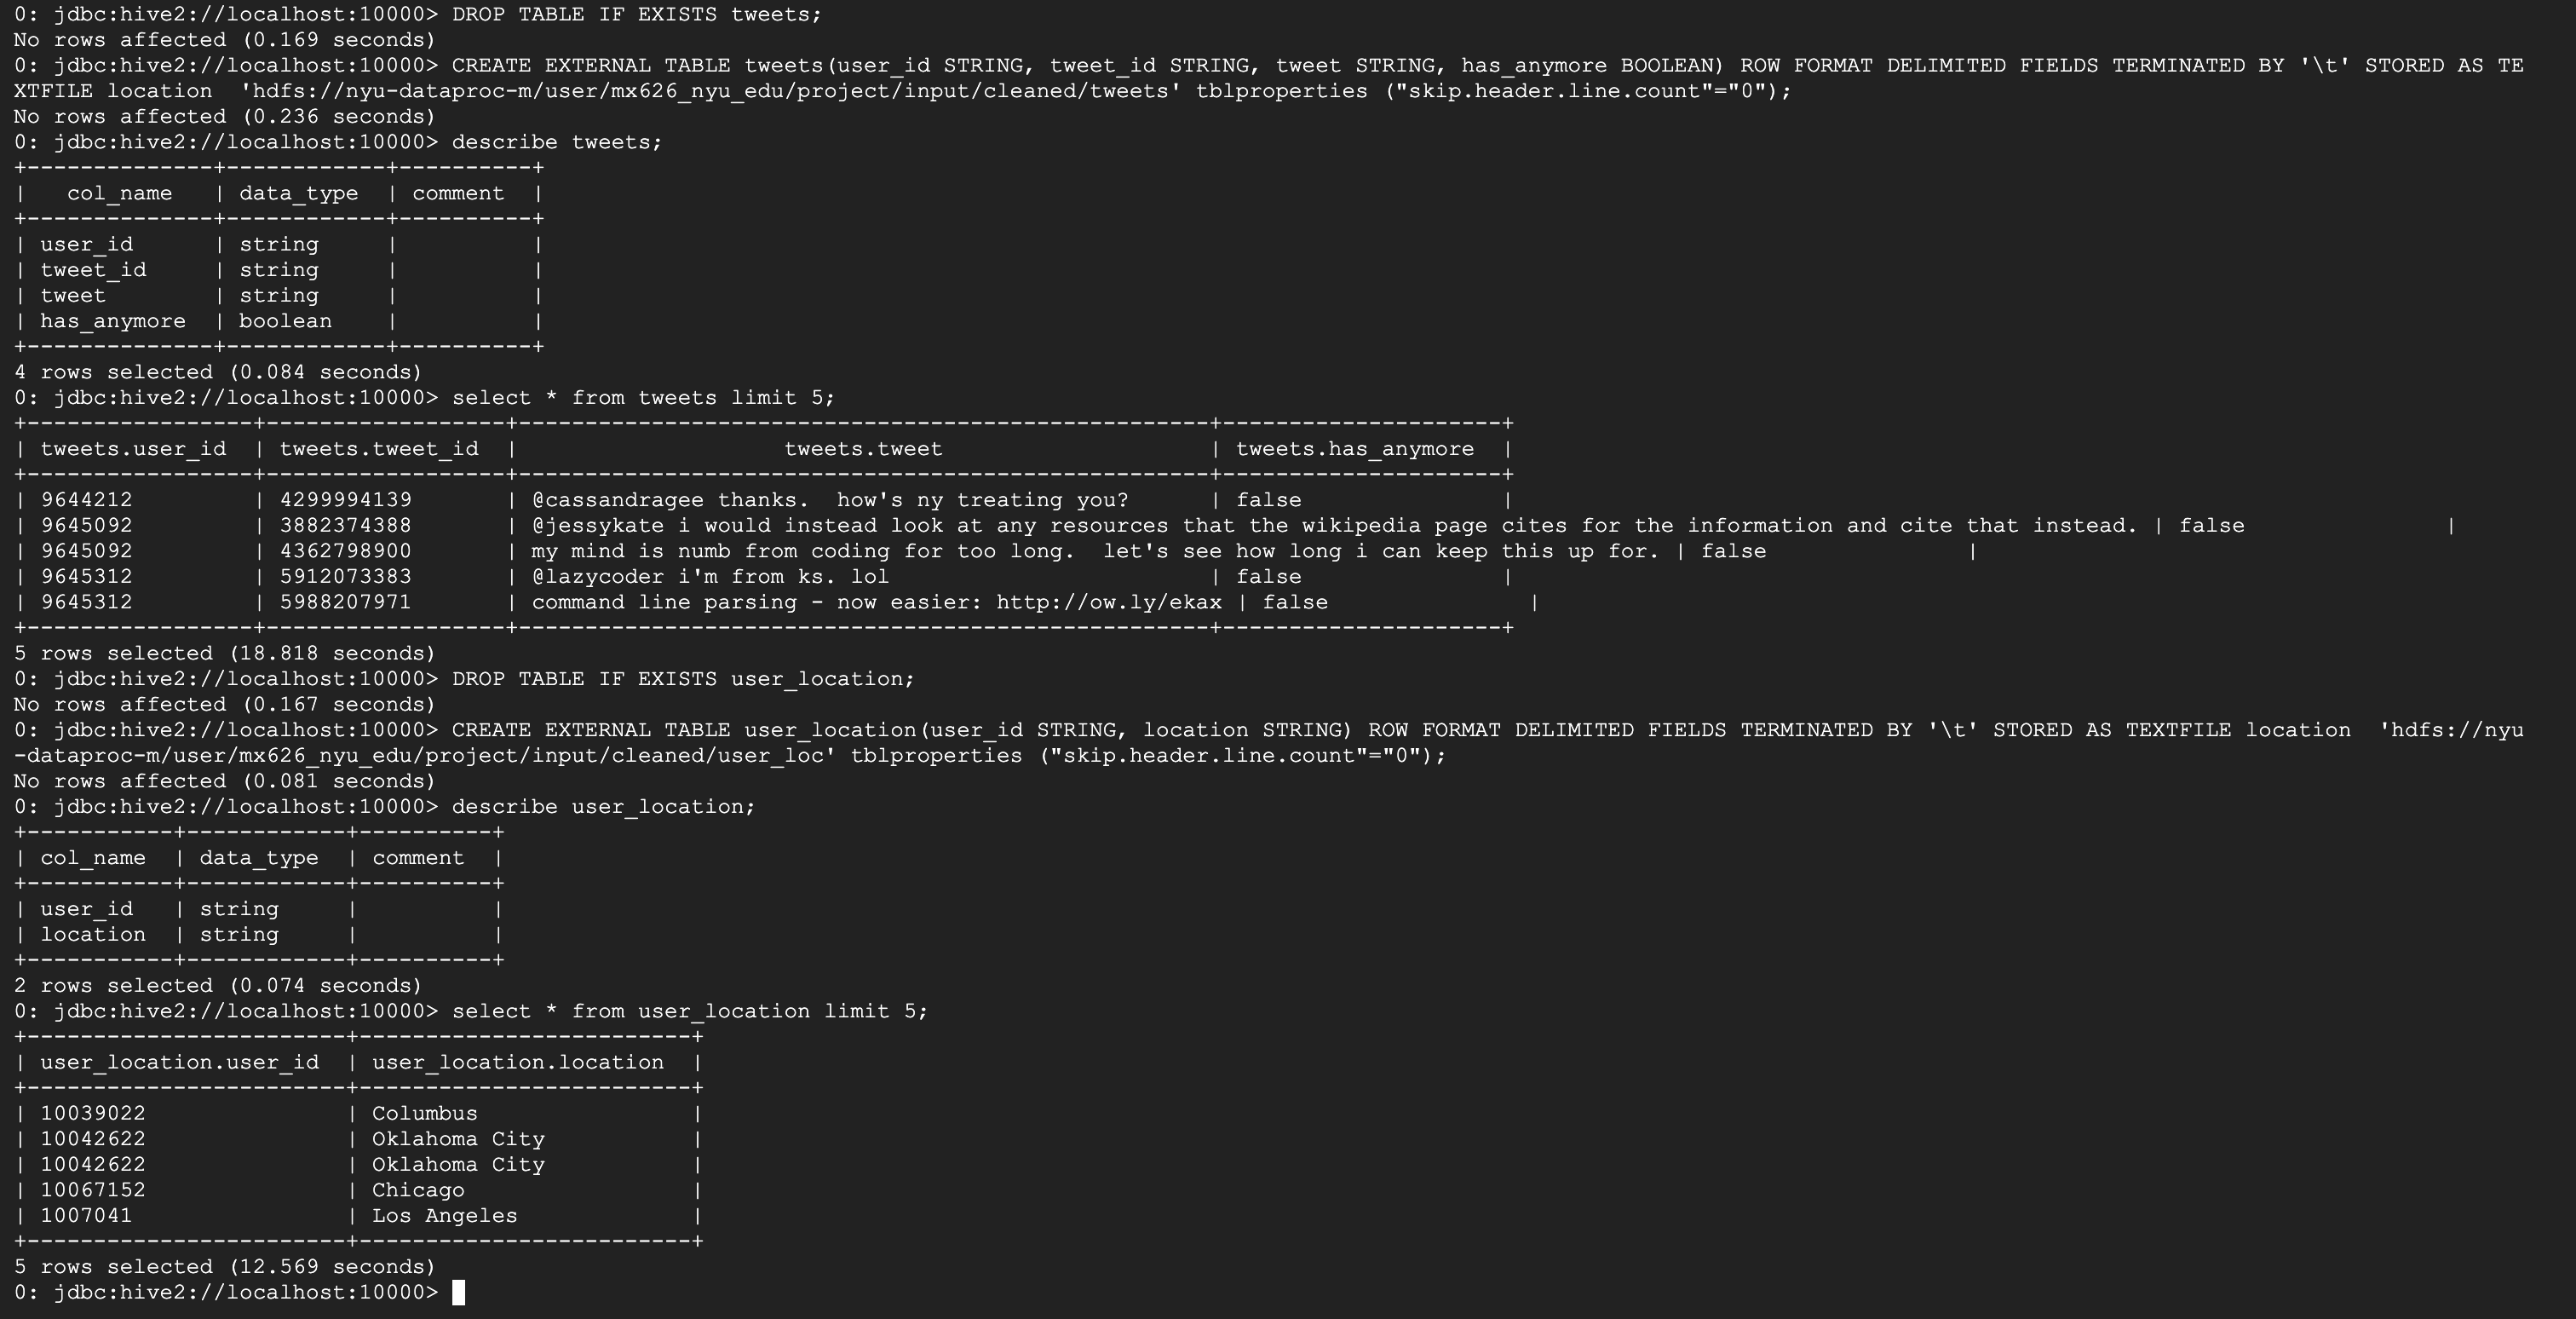 0: jdbc:hive2://localhost:10000> DROP TABLE IF EXISTS tweets;
No rows affected (0.169 seconds)
0: jdbc:hive2://localhost:10000> CREATE EXTERNAL TABLE tweets(user_id STRING, tweet_id STRING, tweet STRING, has_anymore BOOLEAN) ROW FORMAT DELIMITED FIELDS TERMINATED BY '\t' STORED AS TE
XTFILE location  'hdfs://nyu-dataproc-m/user/mx626_nyu_edu/project/input/cleaned/tweets' tblproperties ("skip.header.line.count"="0");
No rows affected (0.236 seconds)
0: jdbc:hive2://localhost:10000> describe tweets;
+--------------+------------+----------+
|   col_name   | data_type  | comment  |
+--------------+------------+----------+
| user_id      | string     |          |
| tweet_id     | string     |          |
| tweet        | string     |          |
| has_anymore  | boolean    |          |
+--------------+------------+----------+
4 rows selected (0.084 seconds)
0: jdbc:hive2://localhost:10000> select * from tweets limit 5;
+-----------------+------------------+----------------------------------------------------+---------------------+
| tweets.user_id  | tweets.tweet_id  |                    tweets.tweet                    | tweets.has_anymore  |
+-----------------+------------------+----------------------------------------------------+---------------------+
| 9644212         | 4299994139       | @cassandragee thanks.  how's ny treating you?      | false               |
| 9645092         | 3882374388       | @jessykate i would instead look at any resources that the wikipedia page cites for the information and cite that instead. | false               |
| 9645092         | 4362798900       | my mind is numb from coding for too long.  let's see how long i can keep this up for. | false               |
| 9645312         | 5912073383       | @lazycoder i'm from ks. lol                        | false               |
| 9645312         | 5988207971       | command line parsing - now easier: http://ow.ly/ekax | false               |
+-----------------+------------------+----------------------------------------------------+---------------------+
5 rows selected (18.818 seconds)
0: jdbc:hive2://localhost:10000> DROP TABLE IF EXISTS user_location;
No rows affected (0.167 seconds)
0: jdbc:hive2://localhost:10000> CREATE EXTERNAL TABLE user_location(user_id STRING, location STRING) ROW FORMAT DELIMITED FIELDS TERMINATED BY '\t' STORED AS TEXTFILE location  'hdfs://nyu
-dataproc-m/user/mx626_nyu_edu/project/input/cleaned/user_loc' tblproperties ("skip.header.line.count"="0");
No rows affected (0.081 seconds)
0: jdbc:hive2://localhost:10000> describe user_location;
+-----------+------------+----------+
| col_name  | data_type  | comment  |
+-----------+------------+----------+
| user_id   | string     |          |
| location  | string     |          |
+-----------+------------+----------+
2 rows selected (0.074 seconds)
0: jdbc:hive2://localhost:10000> select * from user_location limit 5;
+------------------------+-------------------------+
| user_location.user_id  | user_location.location  |
+------------------------+-------------------------+
| 10039022               | Columbus                |
| 10042622               | Oklahoma City           |
| 10042622               | Oklahoma City           |
| 10067152               | Chicago                 |
| 1007041                | Los Angeles             |
+------------------------+-------------------------+
5 rows selected (12.569 seconds)
0: jdbc:hive2://localhost:10000>